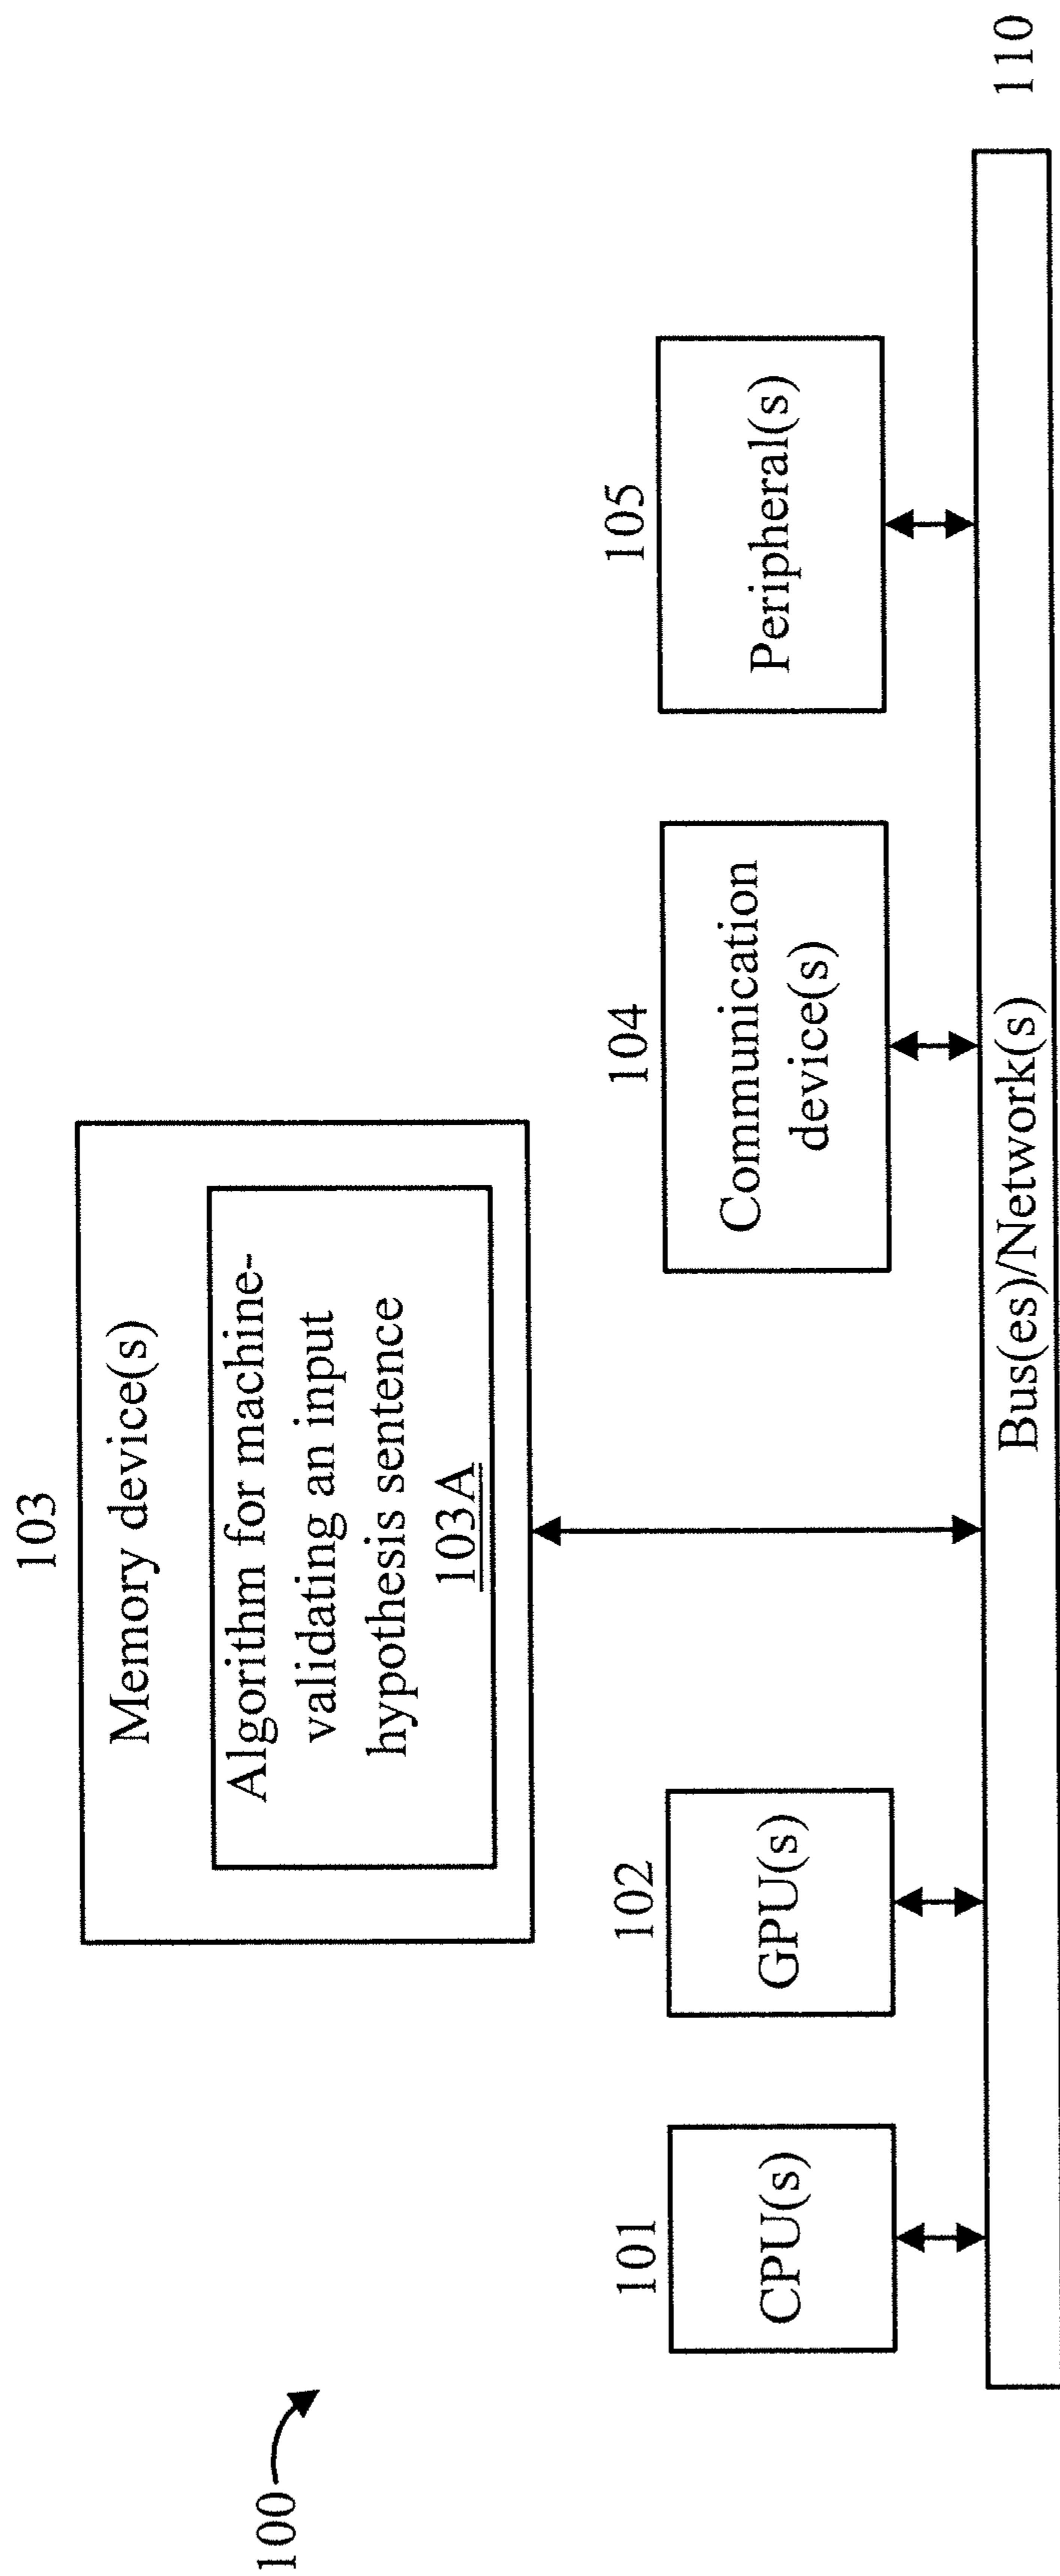 100
103
Memory device(s)
Algorithm for machine-
validating an input
hypothesis sentence
103A
101
CPU(s)
102
GPU(s)
104
Communication
device(s)
105
Peripheral(s)
Bus(es)/Network(s)
110